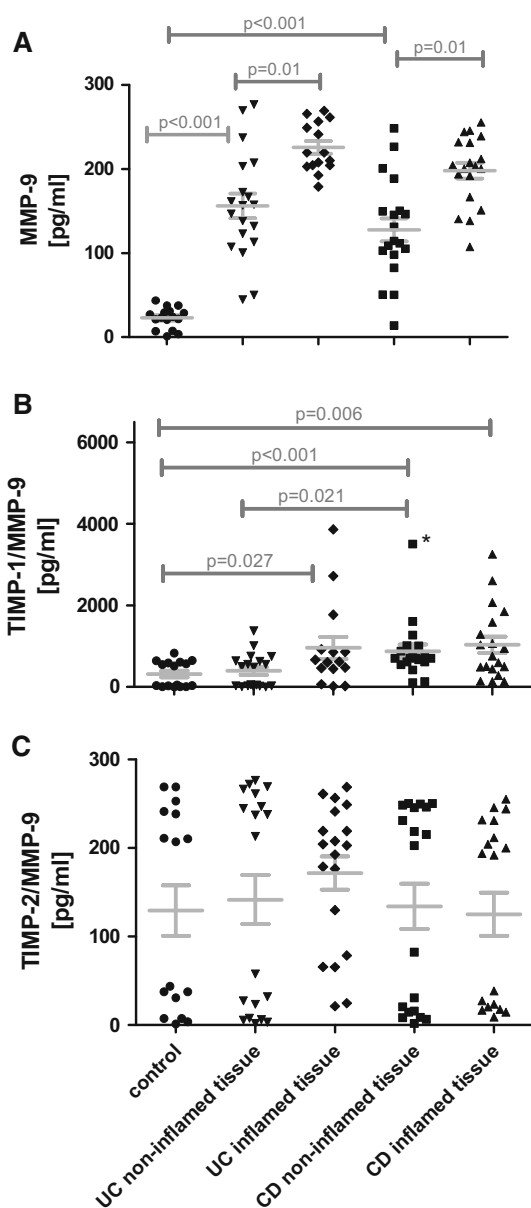 A
p<0.001
p=0.01
p=0.01
p<0.001
MMP-9
[pg/ml]
300
200
100
0
B
p=0.006
p<0.001
p=0.021
p=0.027
*
TIMP-1/MMP-9
[pg/ml]
6000
4000
2000
0
C
TIMP-2/MMP-9
[pg/ml]
300
200
100
0
control
UC non-inflamed tissue
UC inflamed tissue
CD non-inflamed tissue
CD inflamed tissue